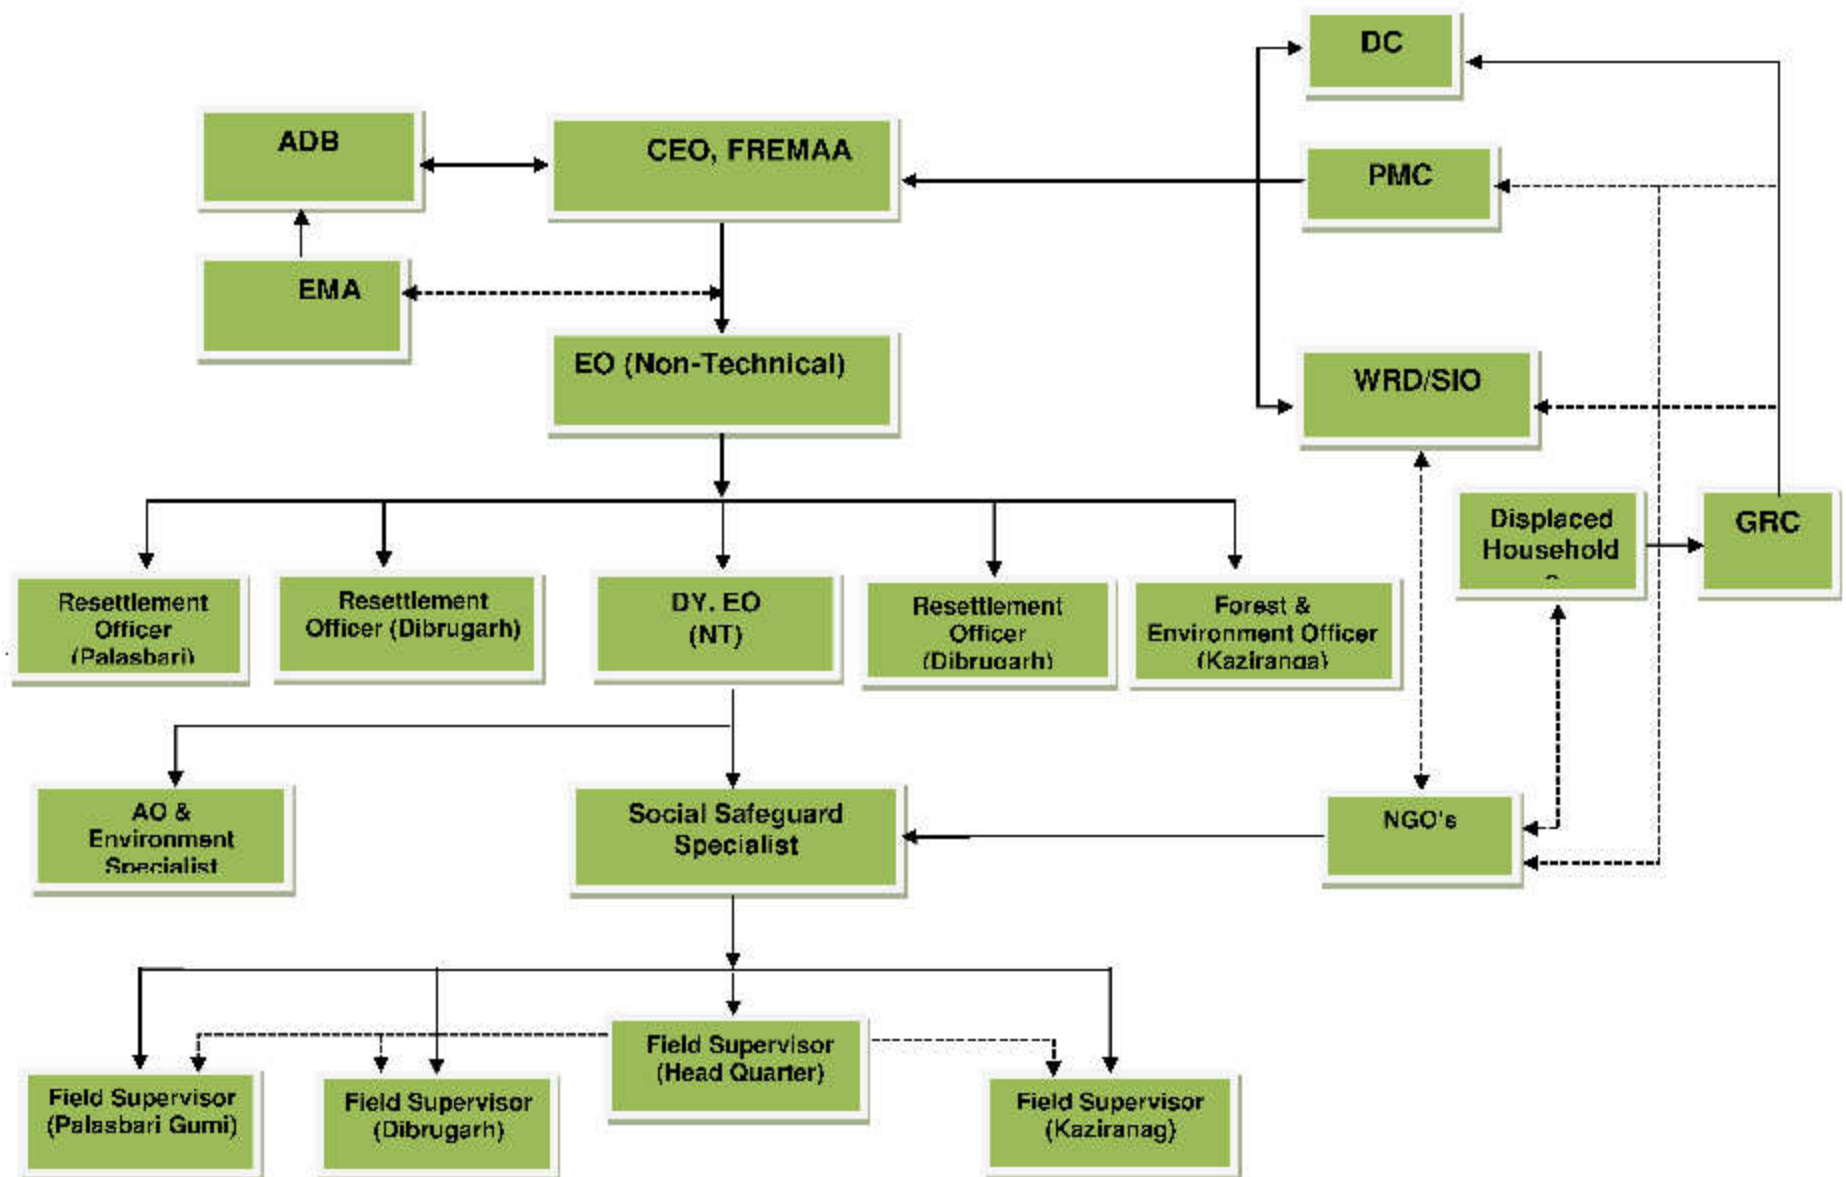 DC
ADB
CEO, FREMAA
PMC
EMA
EO (Non-Technical)
WRD/SIO
Displaced
Household
GRC
Resettlement
Officer
(Palasbari)
Resettlement
Officer (Dibrugarh)
DY. EO
(NT)
Resettlement
Officer
(Dibrugarh)
Forest &
Environment Officer
(Kaziranga)
AO &
Environment
Specialist
Social Safeguard
Specialist
NGO's
Field Supervisor
(Head Quarter)
Field Supervisor
(Palasbari Gumi)
Field Supervisor
(Dibrugarh)
Field Supervisor
(Kaziranag)